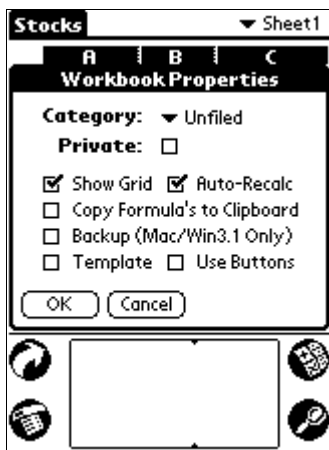 Stocks Sheet1
A B C
Workbook Properties
Category: Unfiled
Private:
Show Grid Auto-Recalc
Copy Formula's to Clipboard
Backup (Mac/Win3.1 Only)
Template Use Buttons
OK Cancel